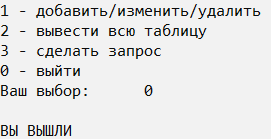 1 - добавить/изменить/удалить
2 - вывести всю таблицу
3 - сделать запрос
0 - выйти
Ваш выбор: 0
ВЫ ВЫШЛИ